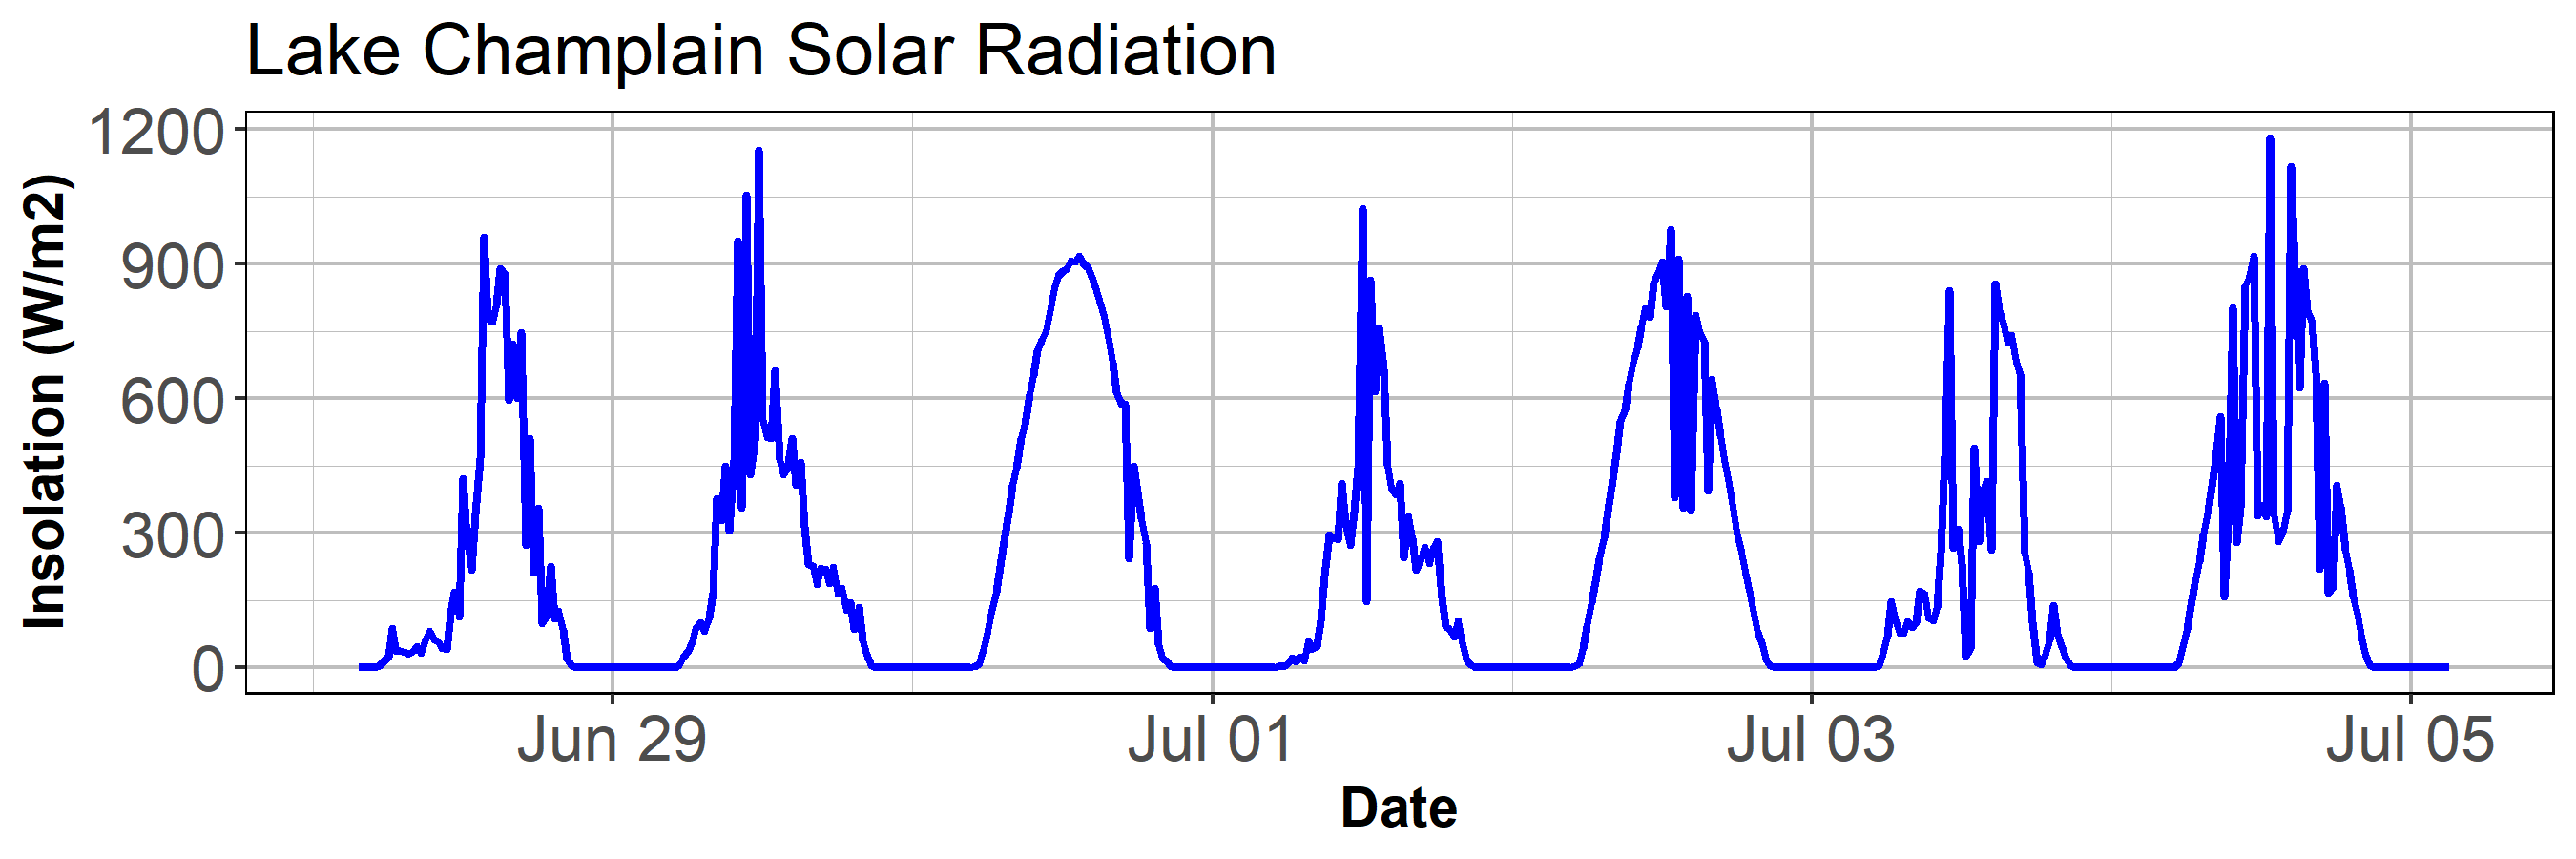 Lake Champlain Solar Radiation
1200
900
600
300
0
Insolation (W/m2)
Jun 29 Jul 01 Jul 03 Jul 05
Date